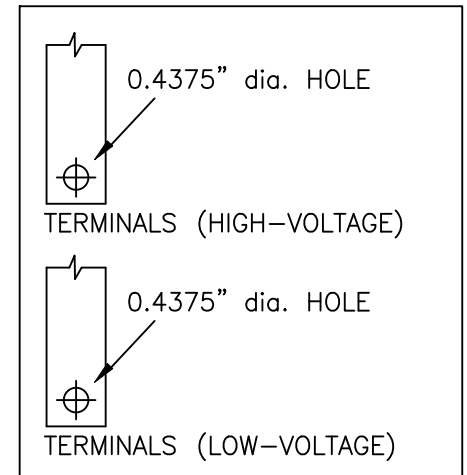 0.4375" dia. HOLE
TERMINALS (HIGH-VOLTAGE)
0.4375" dia. HOLE
TERMINALS (LOW-VOLTAGE)